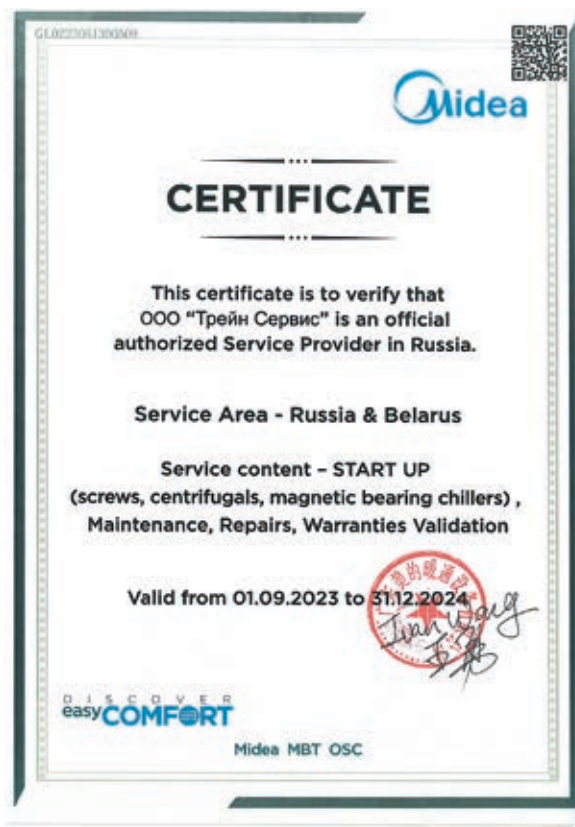 Midea
CERTIFICATE
This certificate is to verify that
ООО “Трейн Сервис” is an official
authorized Service Provider in Russia.
Service Area - Russia & Belarus
Service content – START UP
(screws, centrifugals, magnetic bearing chillers) ,
Maintenance, Repairs, Warranties Validation
Valid from 01.09.2023 to 31.12.2024
Ivan Wang
DISCOVER
easyCOMFORT
Midea MBT OSC